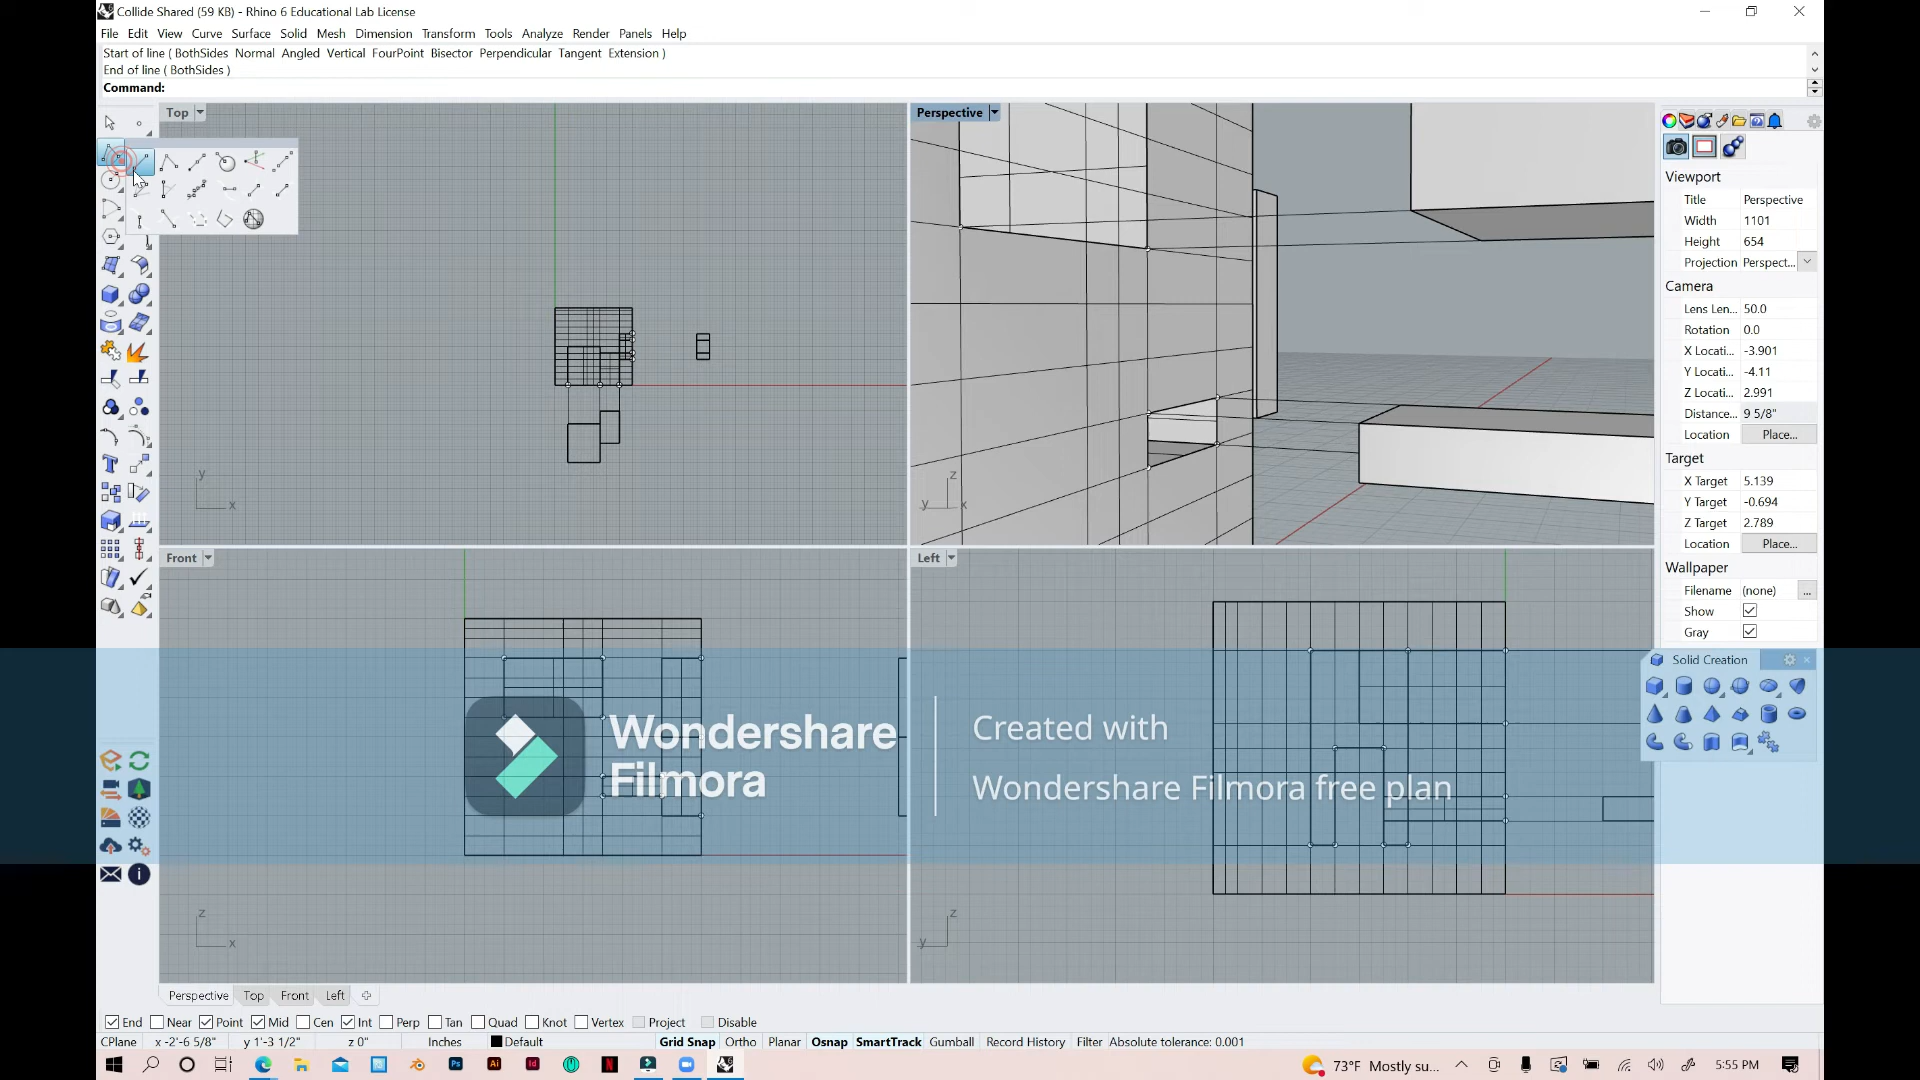 Collide Shared (59 KB) - Rhino 6 Educational Lab License
File Edit View Curve Surface Solid Mesh Dimension Transform Tools Analyze Render Panels Help
Start of line ( BothSides Normal Angled Vertical FourPoint Bisector Perpendicular Tangent Extension )
End of line ( BothSides )
Command:
Top
Perspective
y
x
z
y
x
Front
Left
z
x
z
y
Viewport
Title Perspective
Width 1101
Height 654
Projection Perspect...
Camera
Lens Len... 50.0
Rotation 0.0
X Locati... -3.901
Y Locati... -4.11
Z Locati... 2.991
Distance... 9 5/8"
Location Place...
Target
X Target 5.139
Y Target -0.694
Z Target 2.789
Location Place...
Wallpaper
Filename (none) ...
Show
Gray
Solid Creation
Wondershare
Filmora
Created with
Wondershare Filmora free plan
Perspective Top Front Left
End Near Point Mid Cen Int Perp Tan Quad Knot Vertex Project Disable
CPlane x -2'-6 5/8" y 1'-3 1/2" z 0" Inches Default Grid Snap Ortho Planar Osnap SmartTrack Gumball Record History Filter Absolute tolerance: 0.001
73°F Mostly su... 5:55 PM